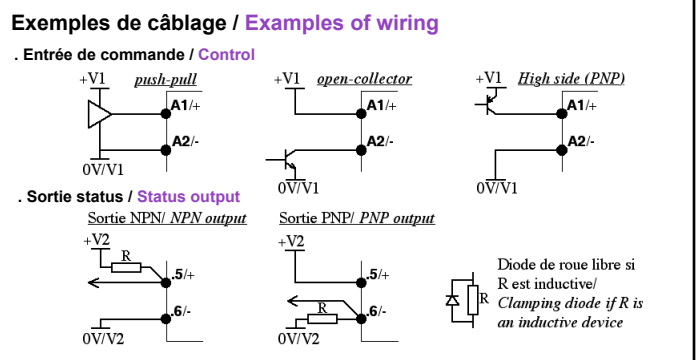 Exemples de câblage / Examples of wiring
. Entrée de commande / Control
+V1 push-pull
A1/+
A2/-
0V/V1
+V1 open-collector
A1/+
A2/-
0V/V1
+V1 High side (PNP)
A1/+
A2/-
0V/V1
. Sortie status / Status output
Sortie NPN/ NPN output
+V2
R
.5/+
.6/-
0V/V2
Sortie PNP/ PNP output
+V2
.5/+
R
.6/-
0V/V2
R
Diode de roue libre si
R est inductive/
Clamping diode if R is
an inductive device